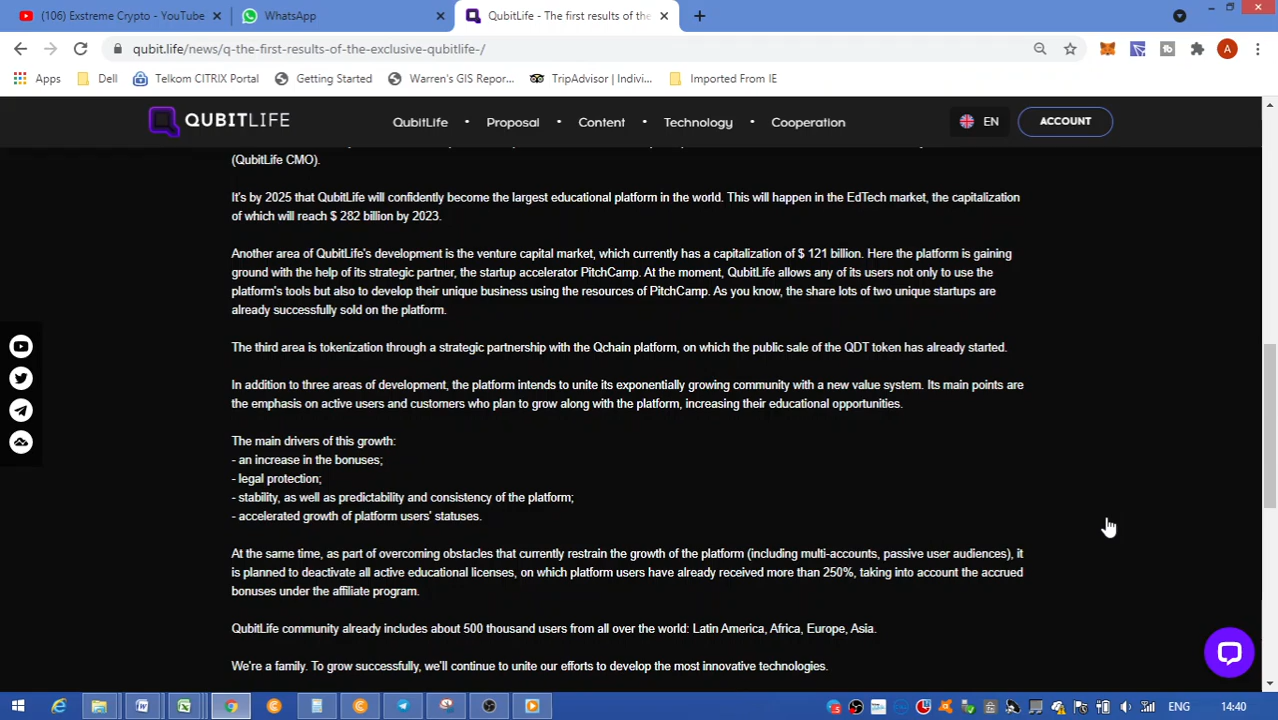 (106) Exstreme Crypto - YouTube
WhatsApp
QubitLife - The first results of the
qubit.life/news/q-the-first-results-of-the-exclusive-qubitlife-/
A
Apps
Dell
Telkom CITRIX Portal
Getting Started
Warren's GIS Repor...
TripAdvisor | Indivi...
Imported From IE
QUBITLIFE
QubitLife • Proposal • Content • Technology • Cooperation
EN
ACCOUNT
(QubitLife CMO).
It's by 2025 that QubitLife will confidently become the largest educational platform in the world. This will happen in the EdTech market, the capitalization
of which will reach $ 282 billion by 2023.
Another area of QubitLife's development is the venture capital market, which currently has a capitalization of $ 121 billion. Here the platform is gaining
ground with the help of its strategic partner, the startup accelerator PitchCamp. At the moment, QubitLife allows any of its users not only to use the
platform's tools but also to develop their unique business using the resources of PitchCamp. As you know, the share lots of two unique startups are
already successfully sold on the platform.
The third area is tokenization through a strategic partnership with the Qchain platform, on which the public sale of the QDT token has already started.
In addition to three areas of development, the platform intends to unite its exponentially growing community with a new value system. Its main points are
the emphasis on active users and customers who plan to grow along with the platform, increasing their educational opportunities.
The main drivers of this growth:
- an increase in the bonuses;
- legal protection;
- stability, as well as predictability and consistency of the platform;
- accelerated growth of platform users' statuses.
At the same time, as part of overcoming obstacles that currently restrain the growth of the platform (including multi-accounts, passive user audiences), it
is planned to deactivate all active educational licenses, on which platform users have already received more than 250%, taking into account the accrued
bonuses under the affiliate program.
QubitLife community already includes about 500 thousand users from all over the world: Latin America, Africa, Europe, Asia.
We're a family. To grow successfully, we'll continue to unite our efforts to develop the most innovative technologies.
ENG
14:40